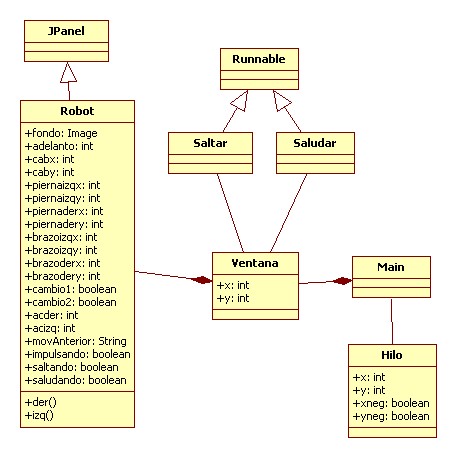 JPanel
Robot
+fondo: Image
+adelanto: int
+cabx: int
+caby: int
+piernaizqx: int
+piernaizqy: int
+piernaderx: int
+piernadery: int
+brazoizqx: int
+brazoizqy: int
+brazoderx: int
+brazodery: int
+cambio1: boolean
+cambio2: boolean
+acder: int
+acizq: int
+movAnterior: String
+impulsando: boolean
+saltando: boolean
+saludando: boolean
+der()
+izq()
Runnable
Saltar
Saludar
Ventana
+x: int
+y: int
Main
Hilo
+x: int
+y: int
+xneg: boolean
+yneg: boolean